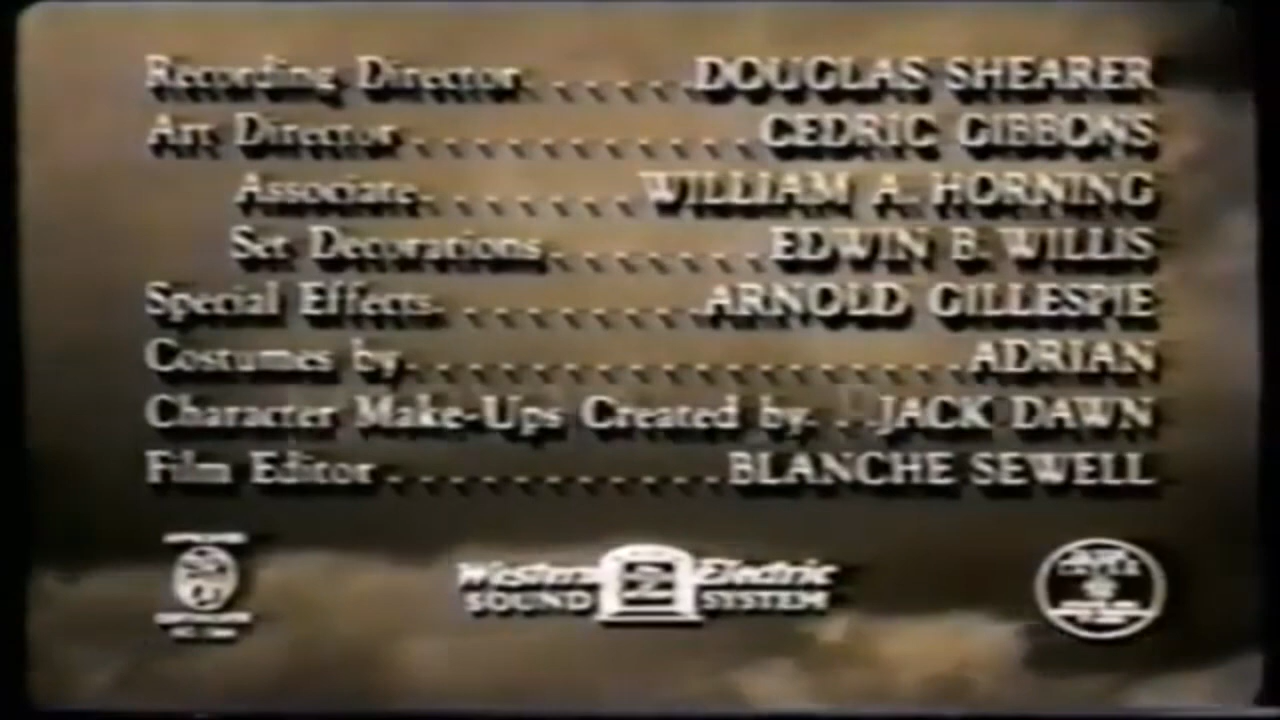 Recording Director.....DOUGLAS SHEARER
Art Director............CEDRIC GIBBONS
Associate.......WILLIAM A. HORNING
Set Decorations.......EDWIN B. WILLIS
Special Effects.........ARNOLD GILLESPIE
Costumes by...................ADRIAN
Character Make-Ups Created by...JACK DAWN
Film Editor............BLANCHE SEWELL
Western Electric
SOUND SYSTEM